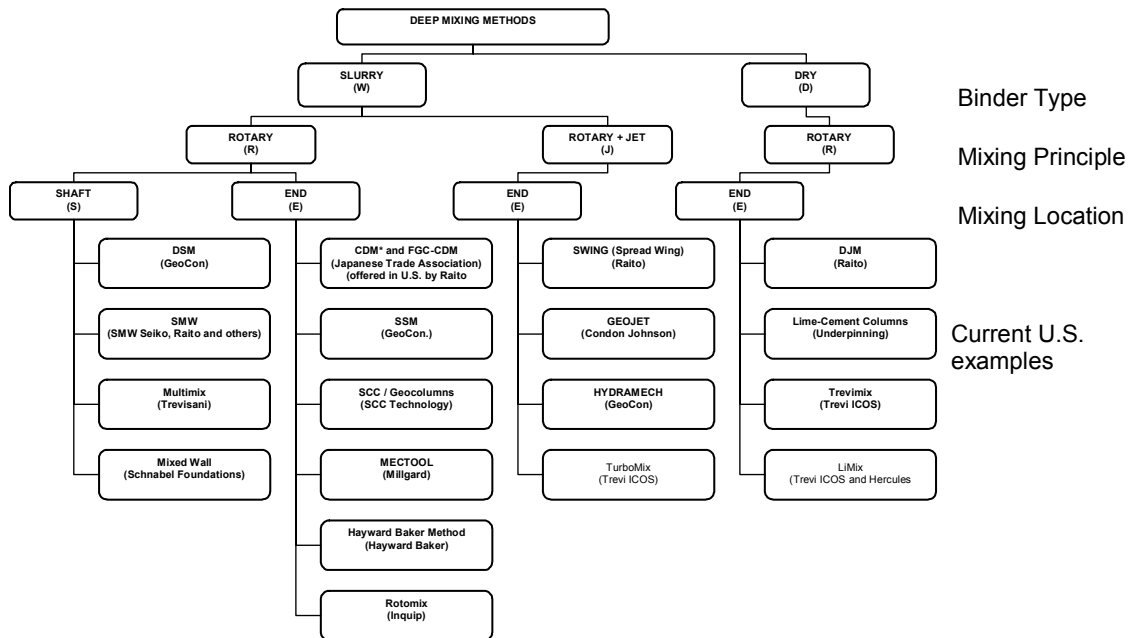 DEEP MIXING METHODS
SLURRY
(W)
DRY
(D)
Binder Type
ROTARY
(R)
ROTARY + JET
(J)
ROTARY
(R)
Mixing Principle
SHAFT
(S)
END
(E)
END
(E)
END
(E)
Mixing Location
DSM
(GeoCon)
CDM* and FGC-CDM
(Japanese Trade Association)
(offered in U.S. by Raito
SWING (Spread Wing)
(Raito)
DJM
(Raito)
SMW
(SMW Seiko, Raito and others)
SSM
(GeoCon.)
GEOJET
(Condon Johnson)
Lime-Cement Columns
(Underpinning)
Current U.S.
examples
Multimix
(Trevisani)
SCC / Geocolumns
(SCC Technology)
HYDRAMECH
(GeoCon)
Trevimix
(Trevi ICOS)
Mixed Wall
(Schnabel Foundations)
MECTOOL
(Millgard)
TurboMix
(Trevi ICOS)
LiMix
(Trevi ICOS and Hercules
Hayward Baker Method
(Hayward Baker)
Rotomix
(Inquip)